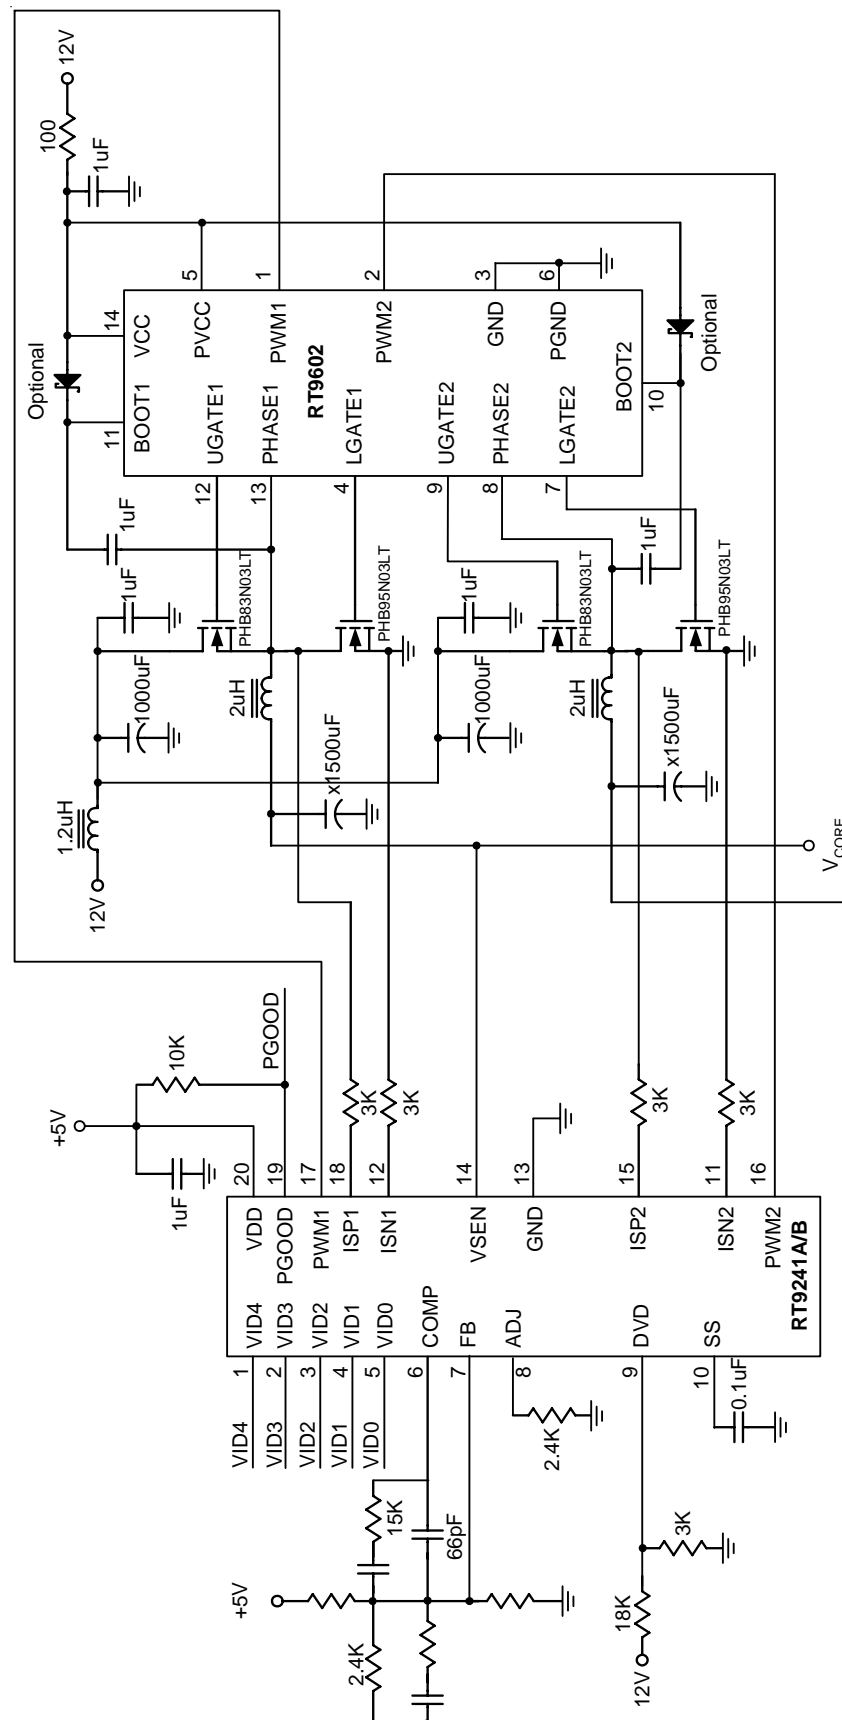 12V
100
1uF
Optional
14
VCC
5
PVCC
1
PWM1
2
PWM2
3
GND
6
PGND
BOOT1
11
RT9602
BOOT2
10
Optional
UGATE1
12
PHASE1
13
LGATE1
4
UGATE2
9
PHASE2
8
LGATE2
7
1uF
1uF
PHB83N03LT
PHB95N03LT
1uF
PHB83N03LT
1uF
PHB95N03LT
1000uF
2uH
1000uF
2uH
x1500uF
x1500uF
1.2uH
12V
VCORE
PGOOD
10K
+5V
1uF
3K
3K
3K
3K
20
VDD
19
PGOOD
17
PWM1
18
ISP1
12
ISN1
14
VSEN
13
GND
15
ISP2
11
ISN2
16
PWM2
RT9241A/B
VID4
1
VID4
VID3
2
VID3
VID2
3
VID2
VID1
4
VID1
VID0
5
VID0
COMP
6
FB
7
ADJ
8
DVD
9
SS
10
0.1uF
2.4K
15K
66pF
3K
18K
12V
+5V
2.4K